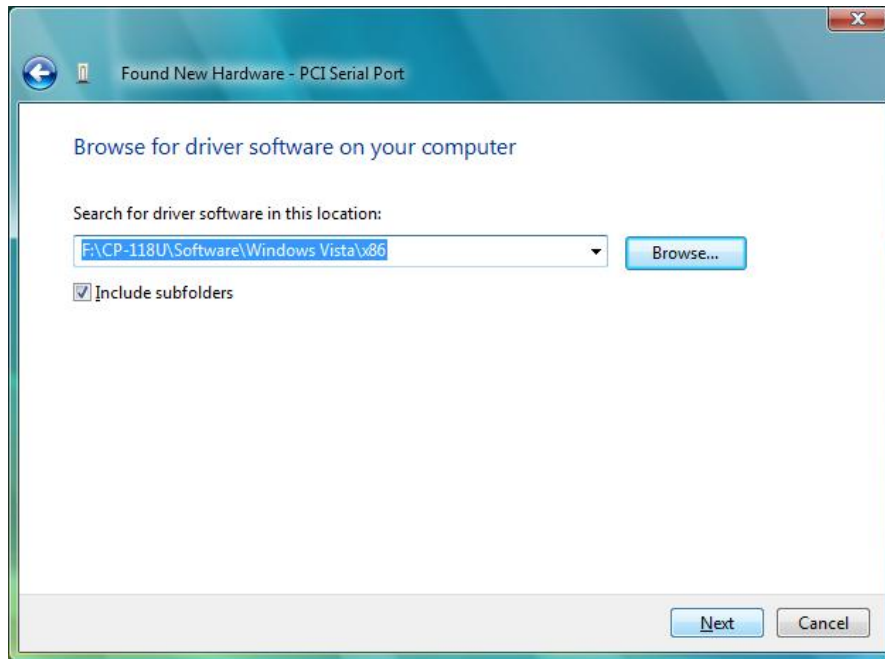 Found New Hardware - PCI Serial Port
Browse for driver software on your computer
Search for driver software in this location:
F:\CP-118U\Software\Windows Vista\x86
Browse...
Include subfolders
Next
Cancel